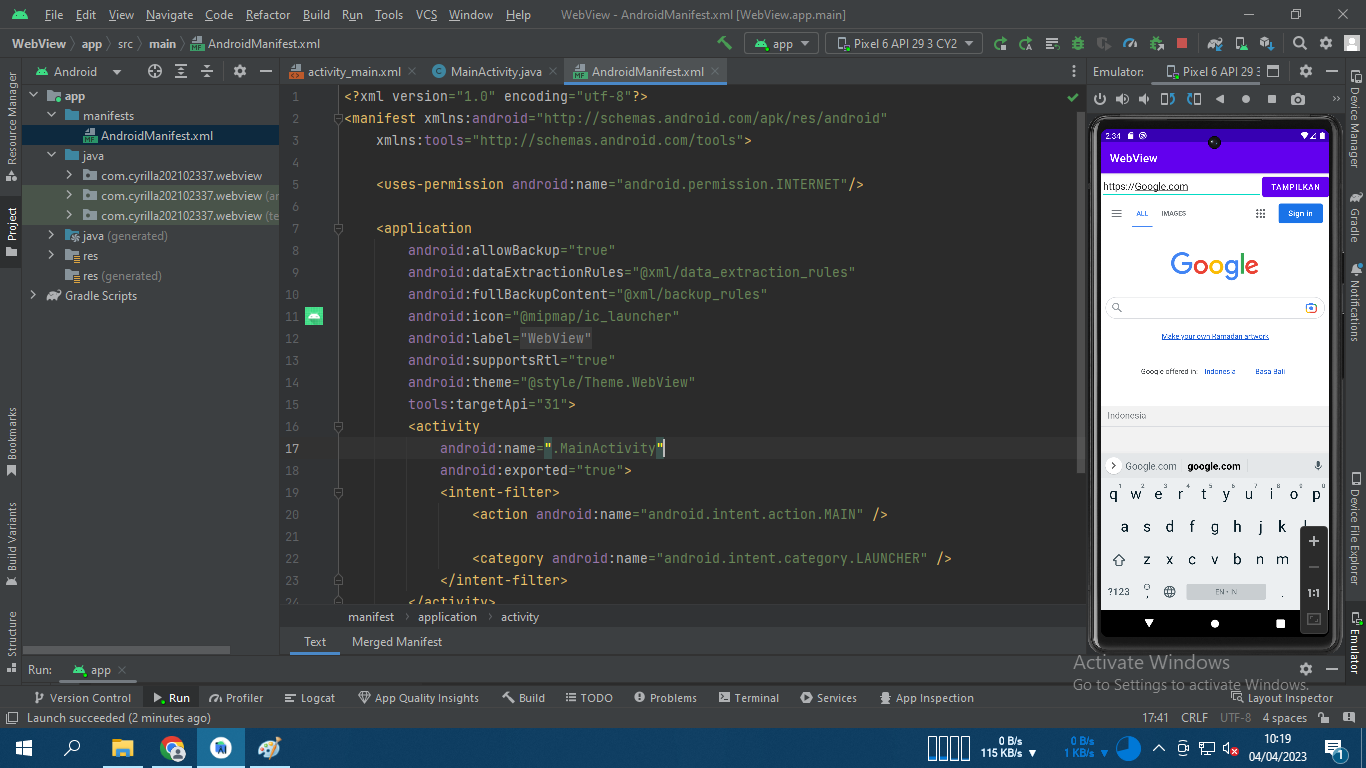 File Edit View Navigate Code Refactor Build Run Tools VCS Window Help WebView - AndroidManifest.xml [WebView.app.main]
WebView app src main AndroidManifest.xml
app Pixel 6 API 29 3 CY2
Android
activity_main.xml MainActivity.java AndroidManifest.xml
Emulator: Pixel 6 API 29 3
Resource Manager
Project
Bookmarks
Build Variants
Structure
app
manifests
AndroidManifest.xml
java
com.cyrilla202102337.webview
com.cyrilla202102337.webview (ar
com.cyrilla202102337.webview (te
java (generated)
res
res (generated)
Gradle Scripts
1 <?xml version="1.0" encoding="utf-8"?>
2 <manifest xmlns:android="http://schemas.android.com/apk/res/android"
3 xmlns:tools="http://schemas.android.com/tools">
4
5 <uses-permission android:name="android.permission.INTERNET"/>
6
7 <application
8 android:allowBackup="true"
9 android:dataExtractionRules="@xml/data_extraction_rules"
10 android:fullBackupContent="@xml/backup_rules"
11 android:icon="@mipmap/ic_launcher"
12 android:label="WebView"
13 android:supportsRtl="true"
14 android:theme="@style/Theme.WebView"
15 tools:targetApi="31">
16 <activity
17 android:name=".MainActivity"
18 android:exported="true">
19 <intent-filter>
20 <action android:name="android.intent.action.MAIN" />
21
22 <category android:name="android.intent.category.LAUNCHER" />
23 </intent-filter>
24 </activity>
manifest application activity
Text Merged Manifest
2:34
WebView
https://Google.com TAMPILKAN
ALL IMAGES Sign in
Google
Make your own Ramadan artwork
Google offered in: Indonesia Basa Bali
Indonesia
Google.com google.com
1 2 3 4 5 6 7 8 9 0
q w e r t y u i o p
a s d f g h j k l
z x c v b n m
?123 , EN • IN .
1:1
Device Manager
Gradle
Notifications
Device File Explorer
Emulator
Run: app
Activate Windows
Go to Settings to activate Windows.
Version Control Run Profiler Logcat App Quality Insights Build TODO Problems Terminal Services App Inspection Layout Inspector
Launch succeeded (2 minutes ago) 17:41 CRLF UTF-8 4 spaces
0 B/s
115 KB/s
0 B/s
1 KB/s
10:19
04/04/2023
1